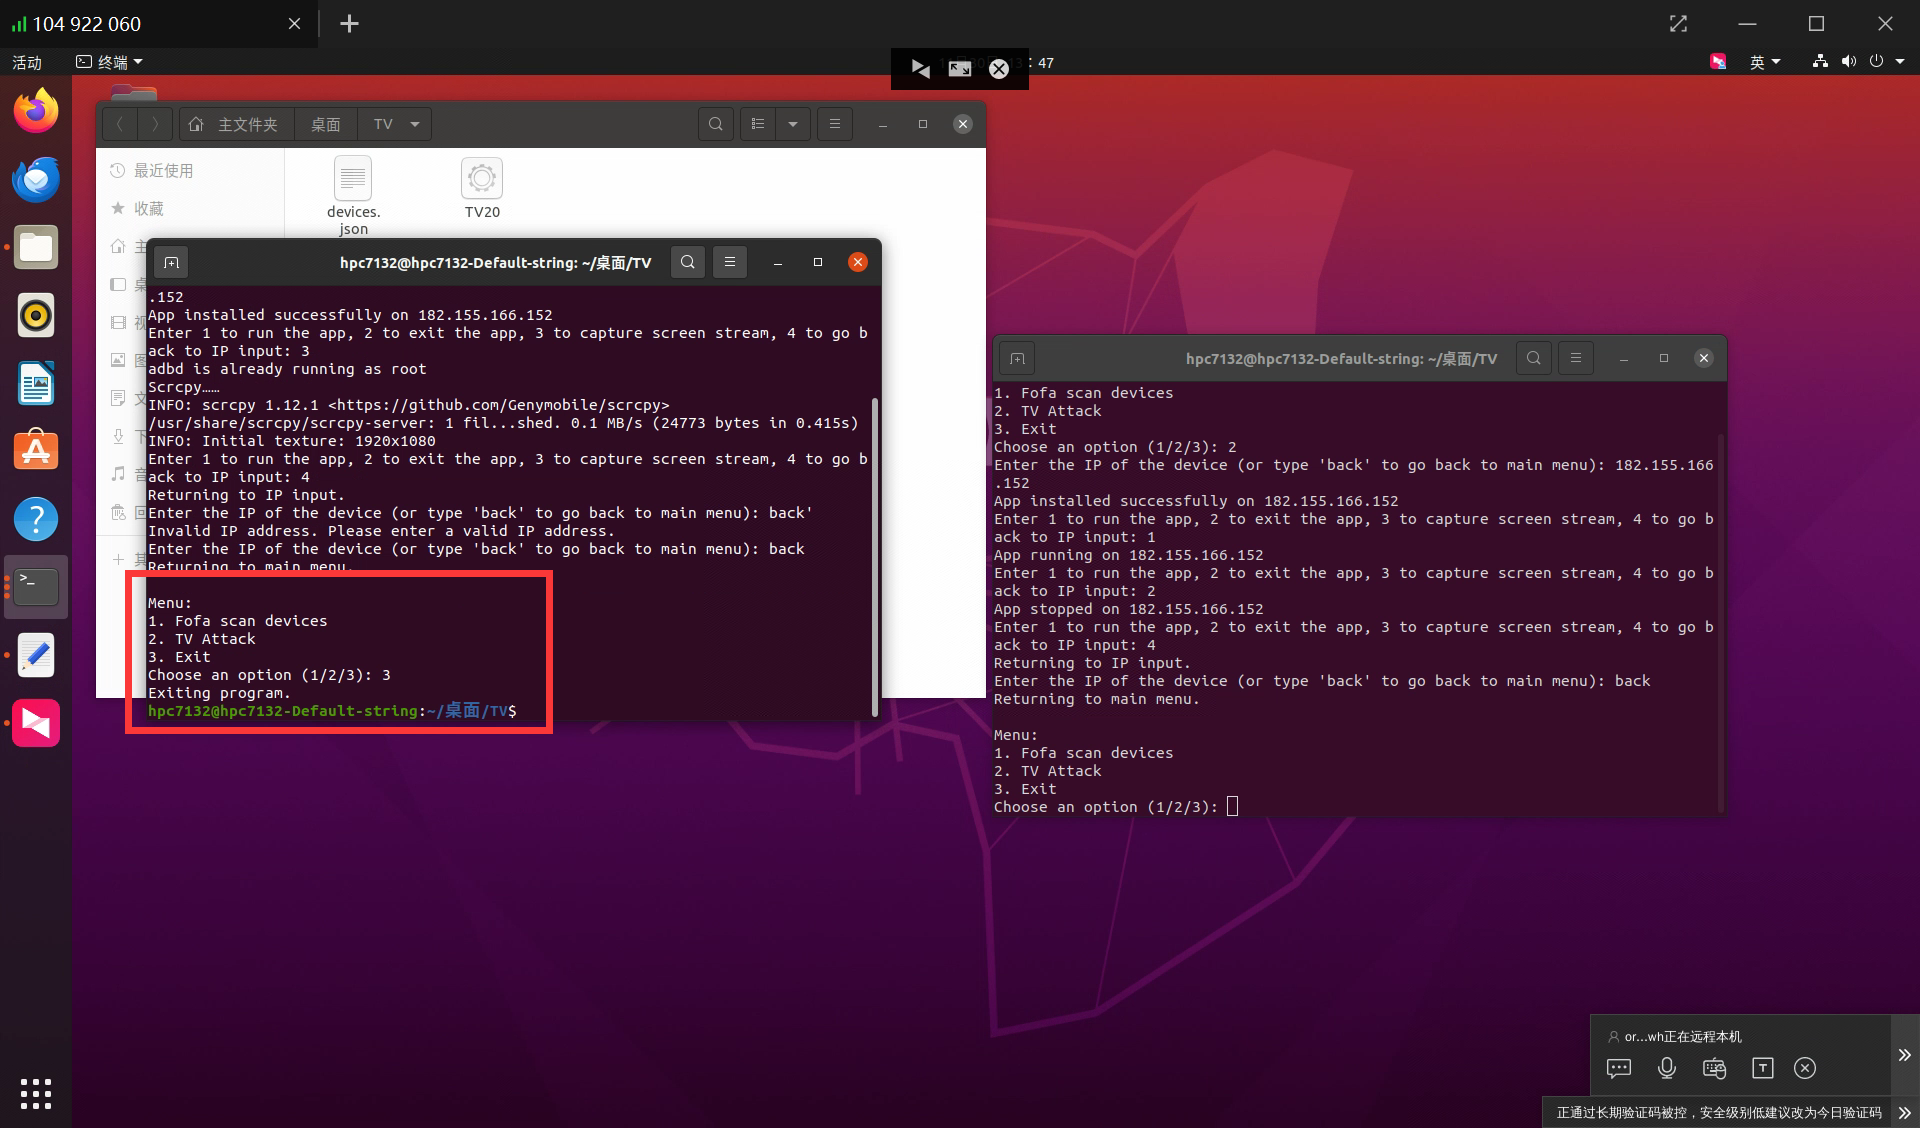 104 922 060
活动
终端
: 47
英
主文件夹
桌面
TV
最近使用
收藏
devices.
json
TV20
hpc7132@hpc7132-Default-string: ~/桌面/TV
.152
App installed successfully on 182.155.166.152
Enter 1 to run the app, 2 to exit the app, 3 to capture screen stream, 4 to go b
ack to IP input: 3
adbd is already running as root
Scrcpy……
INFO: scrcpy 1.12.1 <https://github.com/Genymobile/scrcpy>
/usr/share/scrcpy/scrcpy-server: 1 fil...shed. 0.1 MB/s (24773 bytes in 0.415s)
INFO: Initial texture: 1920x1080
Enter 1 to run the app, 2 to exit the app, 3 to capture screen stream, 4 to go b
ack to IP input: 4
Returning to IP input.
Enter the IP of the device (or type 'back' to go back to main menu): back'
Invalid IP address. Please enter a valid IP address.
Enter the IP of the device (or type 'back' to go back to main menu): back
Returning to main menu.
Menu:
1. Fofa scan devices
2. TV Attack
3. Exit
Choose an option (1/2/3): 3
Exiting program.
hpc7132@hpc7132-Default-string:~/桌面/TV$
hpc7132@hpc7132-Default-string: ~/桌面/TV
1. Fofa scan devices
2. TV Attack
3. Exit
Choose an option (1/2/3): 2
Enter the IP of the device (or type 'back' to go back to main menu): 182.155.166
.152
App installed successfully on 182.155.166.152
Enter 1 to run the app, 2 to exit the app, 3 to capture screen stream, 4 to go b
ack to IP input: 1
App running on 182.155.166.152
Enter 1 to run the app, 2 to exit the app, 3 to capture screen stream, 4 to go b
ack to IP input: 2
App stopped on 182.155.166.152
Enter 1 to run the app, 2 to exit the app, 3 to capture screen stream, 4 to go b
ack to IP input: 4
Returning to IP input.
Enter the IP of the device (or type 'back' to go back to main menu): back
Returning to main menu.
Menu:
1. Fofa scan devices
2. TV Attack
3. Exit
Choose an option (1/2/3):
or...wh正在远程本机
正通过长期验证码被控，安全级别低建议改为今日验证码